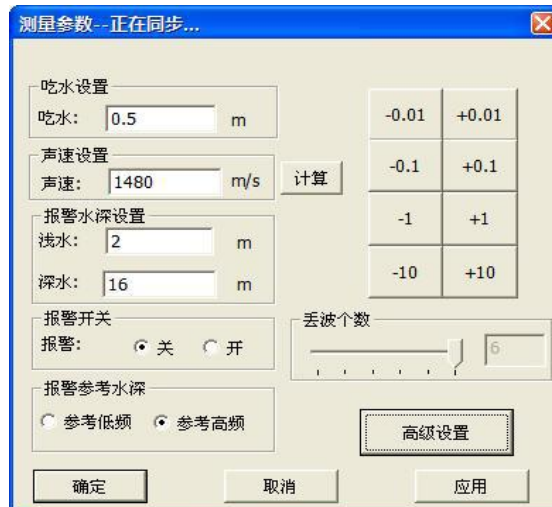 测量参数--正在同步...
吃水设置
吃水: 0.5 m
-0.01 +0.01
声速设置
声速: 1480 m/s 计算
-0.1 +0.1
报警水深设置
浅水: 2 m
-1 +1
深水: 16 m
-10 +10
报警开关
报警: 关 开
丢波个数
6
报警参考水深
参考低频 参考高频
高级设置
确定 取消 应用